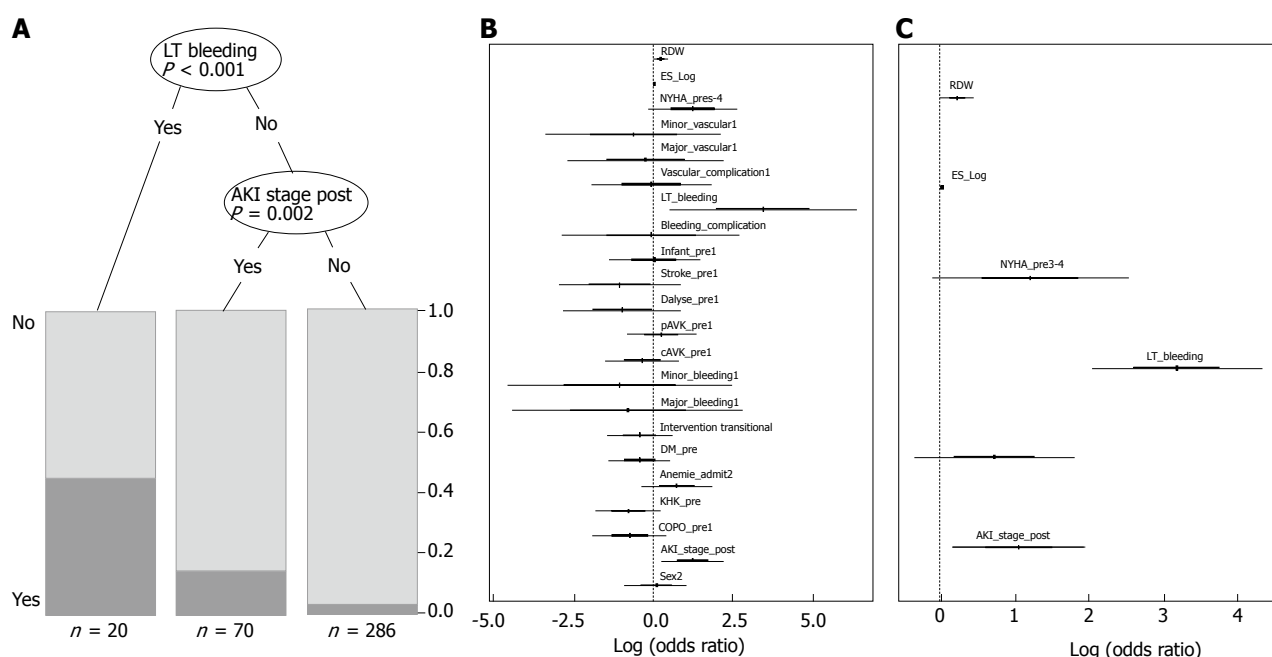 A
LT bleeding
P < 0.001
Yes
No
AKI stage post
P = 0.002
Yes
No
No
Yes
1.0
0.8
0.6
0.4
0.2
0.0
n = 20
n = 70
n = 286
B
RDW
ES_Log
NYHA_pres-4
Minor_vascular1
Major_vascular1
Vascular_complication1
LT_bleeding
Bleeding_complication
Infant_pre1
Stroke_pre1
Dalyse_pre1
pAVK_pre1
cAVK_pre1
Minor_bleeding1
Major_bleeding1
Intervention transitional
DM_pre
Anemie_admit2
KHK_pre
COPO_pre1
AKI_stage_post
Sex2
-5.0 -2.5 0.0 2.5 5.0
Log (odds ratio)
C
RDW
ES_Log
NYHA_pre3-4
LT_bleeding
AKI_stage_post
0 1 2 3 4
Log (odds ratio)